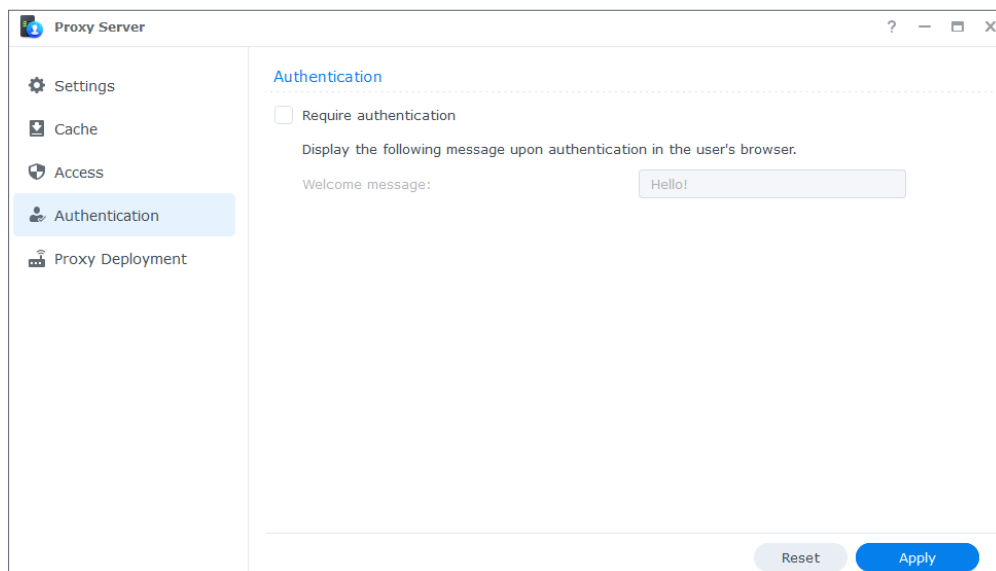 Proxy Server
Settings
Cache
Access
Authentication
Proxy Deployment
Authentication
Require authentication
Display the following message upon authentication in the user's browser.
Welcome message: Hello!
Reset Apply